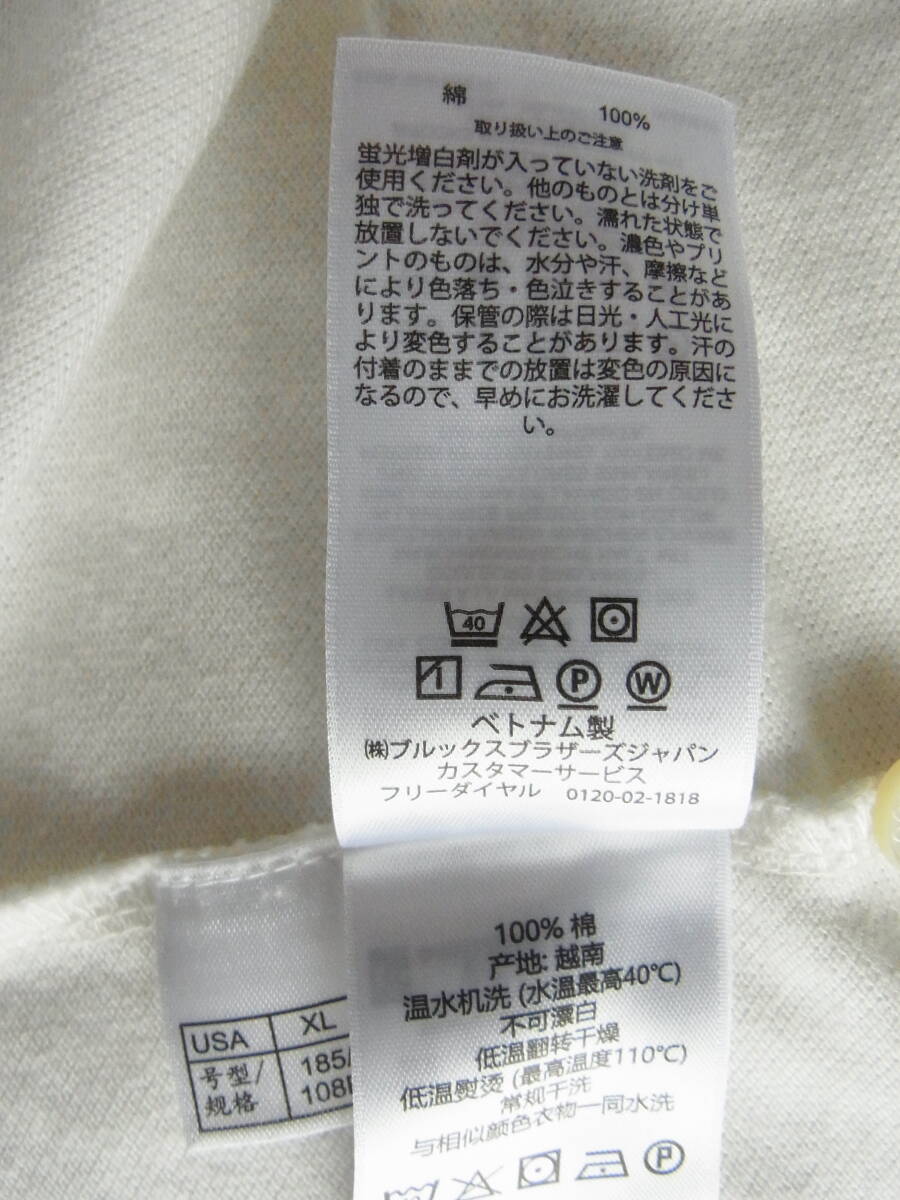 綿 100%
取り扱い上のご注意
蛍光増白剤が入っていない洗剤をご
使用ください。他のものとは分け単
独で洗ってください。濡れた状態で
放置しないでください。濃色やプリ
ントのものは、水分や汗、摩擦など
により色落ち・色泣きすることがあ
ります。保管の際は日光・人工光に
より変色することがあります。汗の
付着のままでの放置は変色の原因に
なるので、早めにお洗濯してくださ
い。
40
P W
ベトナム製
㈱ブルックスブラザーズジャパン
カスタマーサービス
フリーダイヤル 0120-02-1818
100% 棉
产地: 越南
温水机洗 (水温最高40℃)
不可漂白
低温翻转干燥
低温熨烫 (最高温度110℃)
常规干洗
与相似颜色衣物一同水洗
P
USA XL
号型/ 185/
规格 108